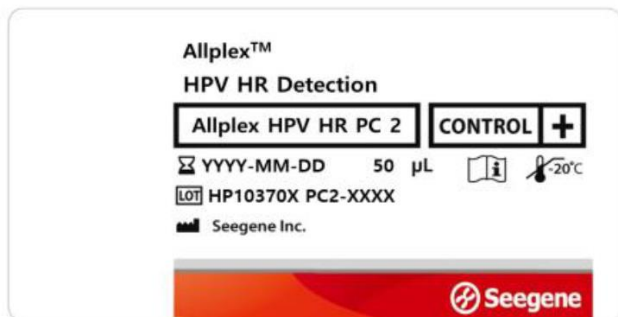 Allplex™
HPV HR Detection
Allplex HPV HR PC 2 CONTROL +
YYYY-MM-DD 50 μL -20°C
LOT HP10370X PC2-XXXX
Seegene Inc.
Seegene